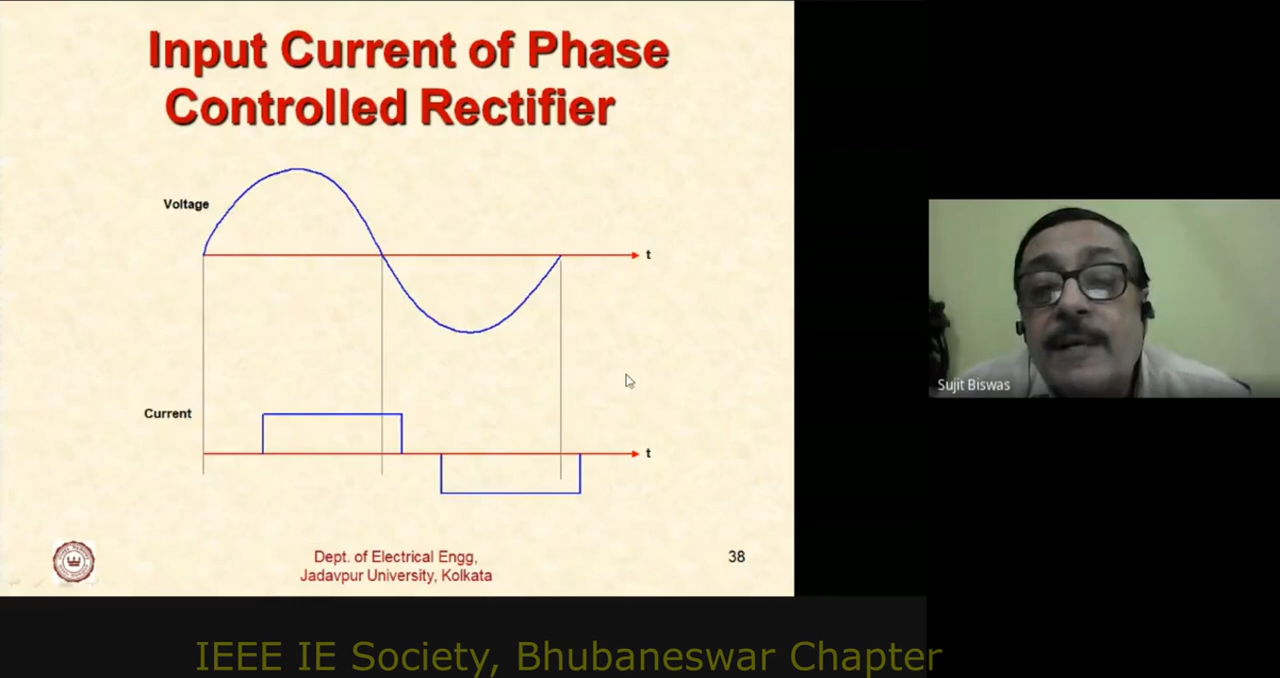 Input Current of Phase
Controlled Rectifier
Voltage
t
Current
t
Dept. of Electrical Engg,
Jadavpur University, Kolkata
38
Sujit Biswas
IEEE IE Society, Bhubaneswar Chapter